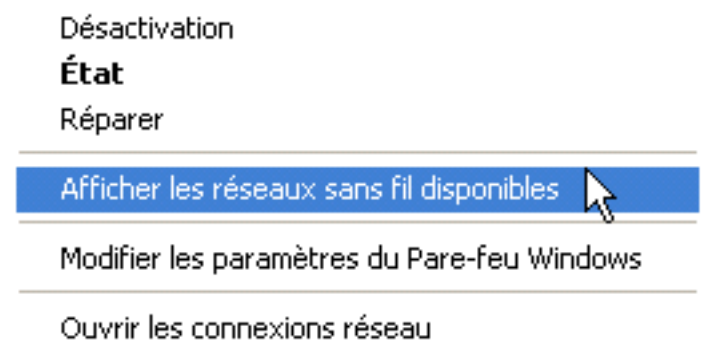 Désactivation
État
Réparer
Afficher les réseaux sans fil disponibles
Modifier les paramètres du Pare-feu Windows
Ouvrir les connexions réseau